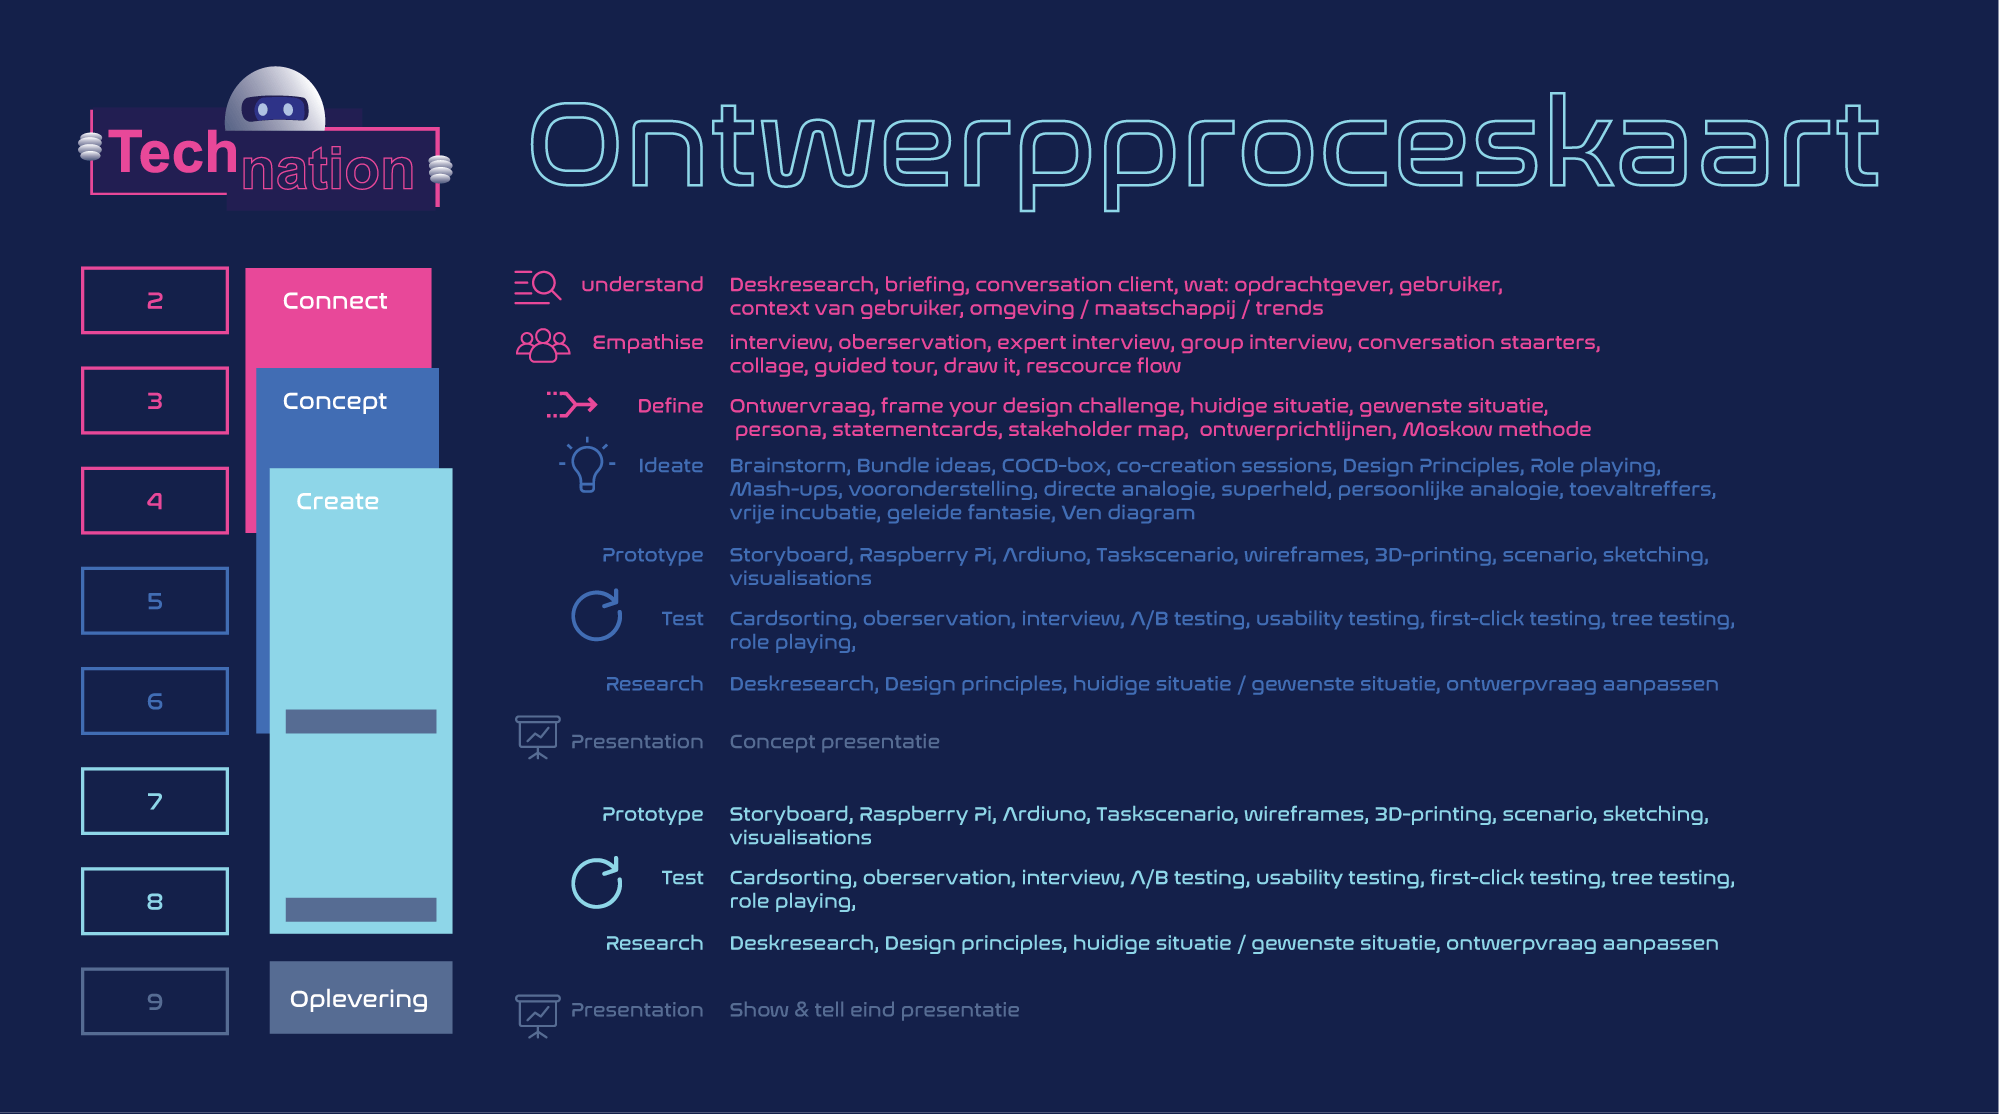 Tech
nation
Ontwerpproceskaart
2
Connect
understand
Deskresearch, briefing, conversation client, wat: opdrachtgever, gebruiker,
context van gebruiker, omgeving / maatschappij / trends
Empathise
interview, oberservation, expert interview, group interview, conversation staarters,
collage, guided tour, draw it, rescource flow
3
Concept
Define
Ontwervraag, frame your design challenge, huidige situatie, gewenste situatie,
persona, statementcards, stakeholder map, ontwerprichtlijnen, Moskow methode
Ideate
Brainstorm, Bundle ideas, COCD-box, co-creation sessions, Design Principles, Role playing,
Mash-ups, vooronderstelling, directe analogie, superheld, persoonlijke analogie, toevaltreffers,
vrije incubatie, geleide fantasie, Ven diagram
4
Create
Prototype
Storyboard, Raspberry Pi, Ardiuno, Taskscenario, wireframes, 3D-printing, scenario, sketching,
visualisations
5
Test
Cardsorting, oberservation, interview, A/B testing, usability testing, first-click testing, tree testing,
role playing,
6
Research
Deskresearch, Design principles, huidige situatie / gewenste situatie, ontwerpvraag aanpassen
Presentation
Concept presentatie
7
Prototype
Storyboard, Raspberry Pi, Ardiuno, Taskscenario, wireframes, 3D-printing, scenario, sketching,
visualisations
8
Test
Cardsorting, oberservation, interview, A/B testing, usability testing, first-click testing, tree testing,
role playing,
Research
Deskresearch, Design principles, huidige situatie / gewenste situatie, ontwerpvraag aanpassen
9
Oplevering
Presentation
Show & tell eind presentatie